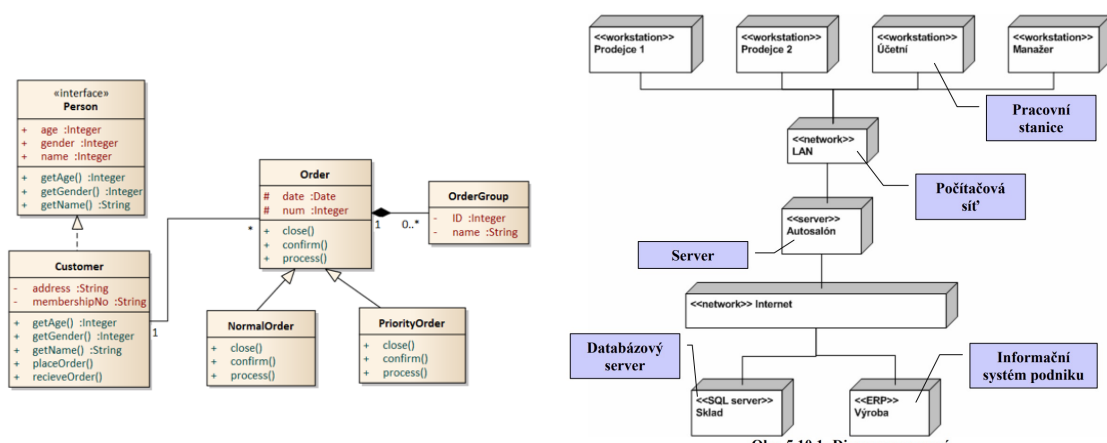 «interface»
Person
+ age :Integer
+ gender :Integer
+ name :Integer
+ getAge() :Integer
+ getGender() :Integer
+ getName() :String
Customer
- address :String
- membershipNo :String
+ getAge() :Integer
+ getGender() :Integer
+ getName() :String
+ placeOrder()
+ recieveOrder()
1
*
Order
# date :Date
# num :Integer
+ close()
+ confirm()
+ process()
1
0..*
OrderGroup
- ID :Integer
- name :String
NormalOrder
+ close()
+ confirm()
+ process()
PriorityOrder
+ close()
+ confirm()
+ process()
<<workstation>>
Prodejce 1
<<workstation>>
Prodejce 2
<<workstation>>
Účetní
<<workstation>>
Manažer
Pracovní
stanice
<<network>>
LAN
Počítačová
síť
<<server>>
Autosalón
Server
<<network>> Internet
Databázový
server
Informační
systém podniku
<<SQL server>>
Sklad
<<ERP>>
Výroba